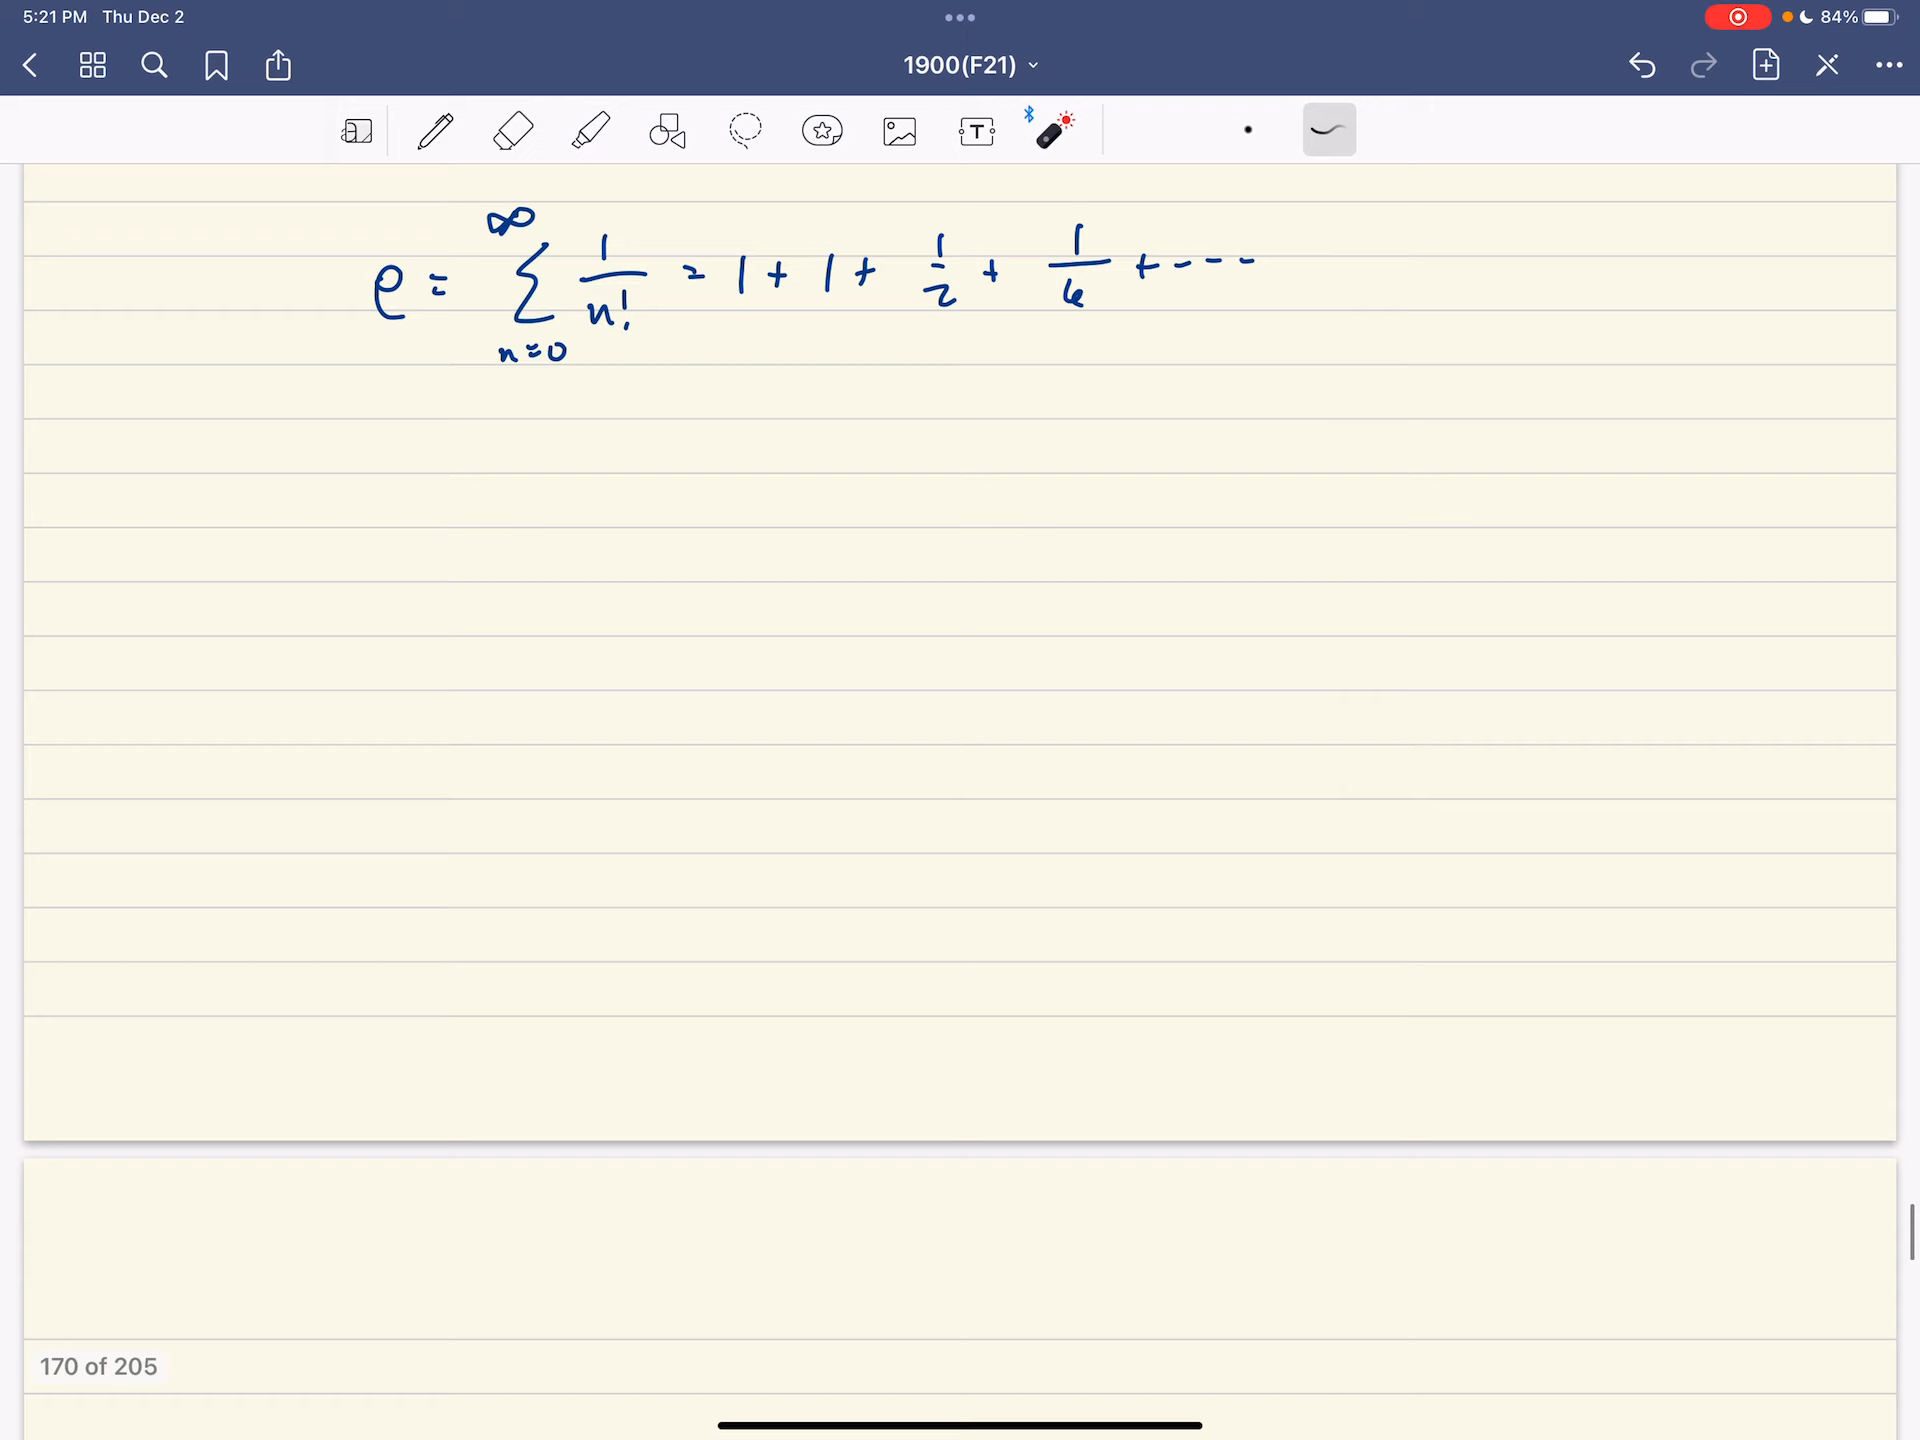 5:21 PM Thu Dec 2
84%
1900(F21)
a
T
e = ∞ ∑ n=0 1/n! = 1 + 1 + 1/2 + 1/6 + ----
170 of 205